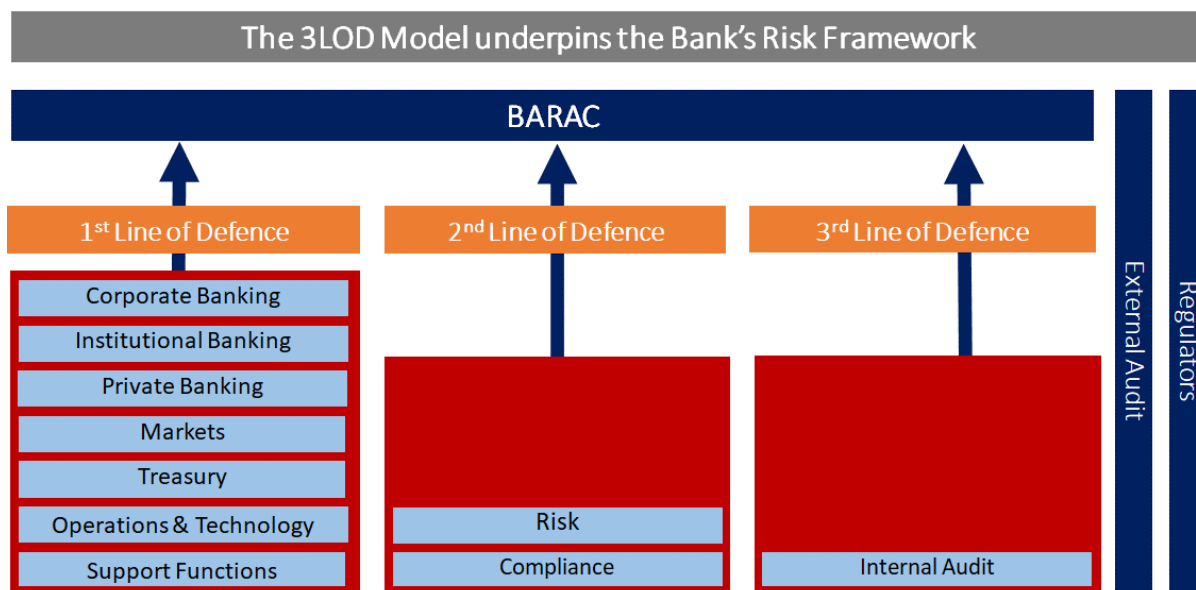 The 3LOD Model underpins the Bank's Risk Framework
BARAC
1st Line of Defence
Corporate Banking
Institutional Banking
Private Banking
Markets
Treasury
Operations & Technology
Support Functions
2nd Line of Defence
Risk
Compliance
3rd Line of Defence
Internal Audit
External Audit
Regulators